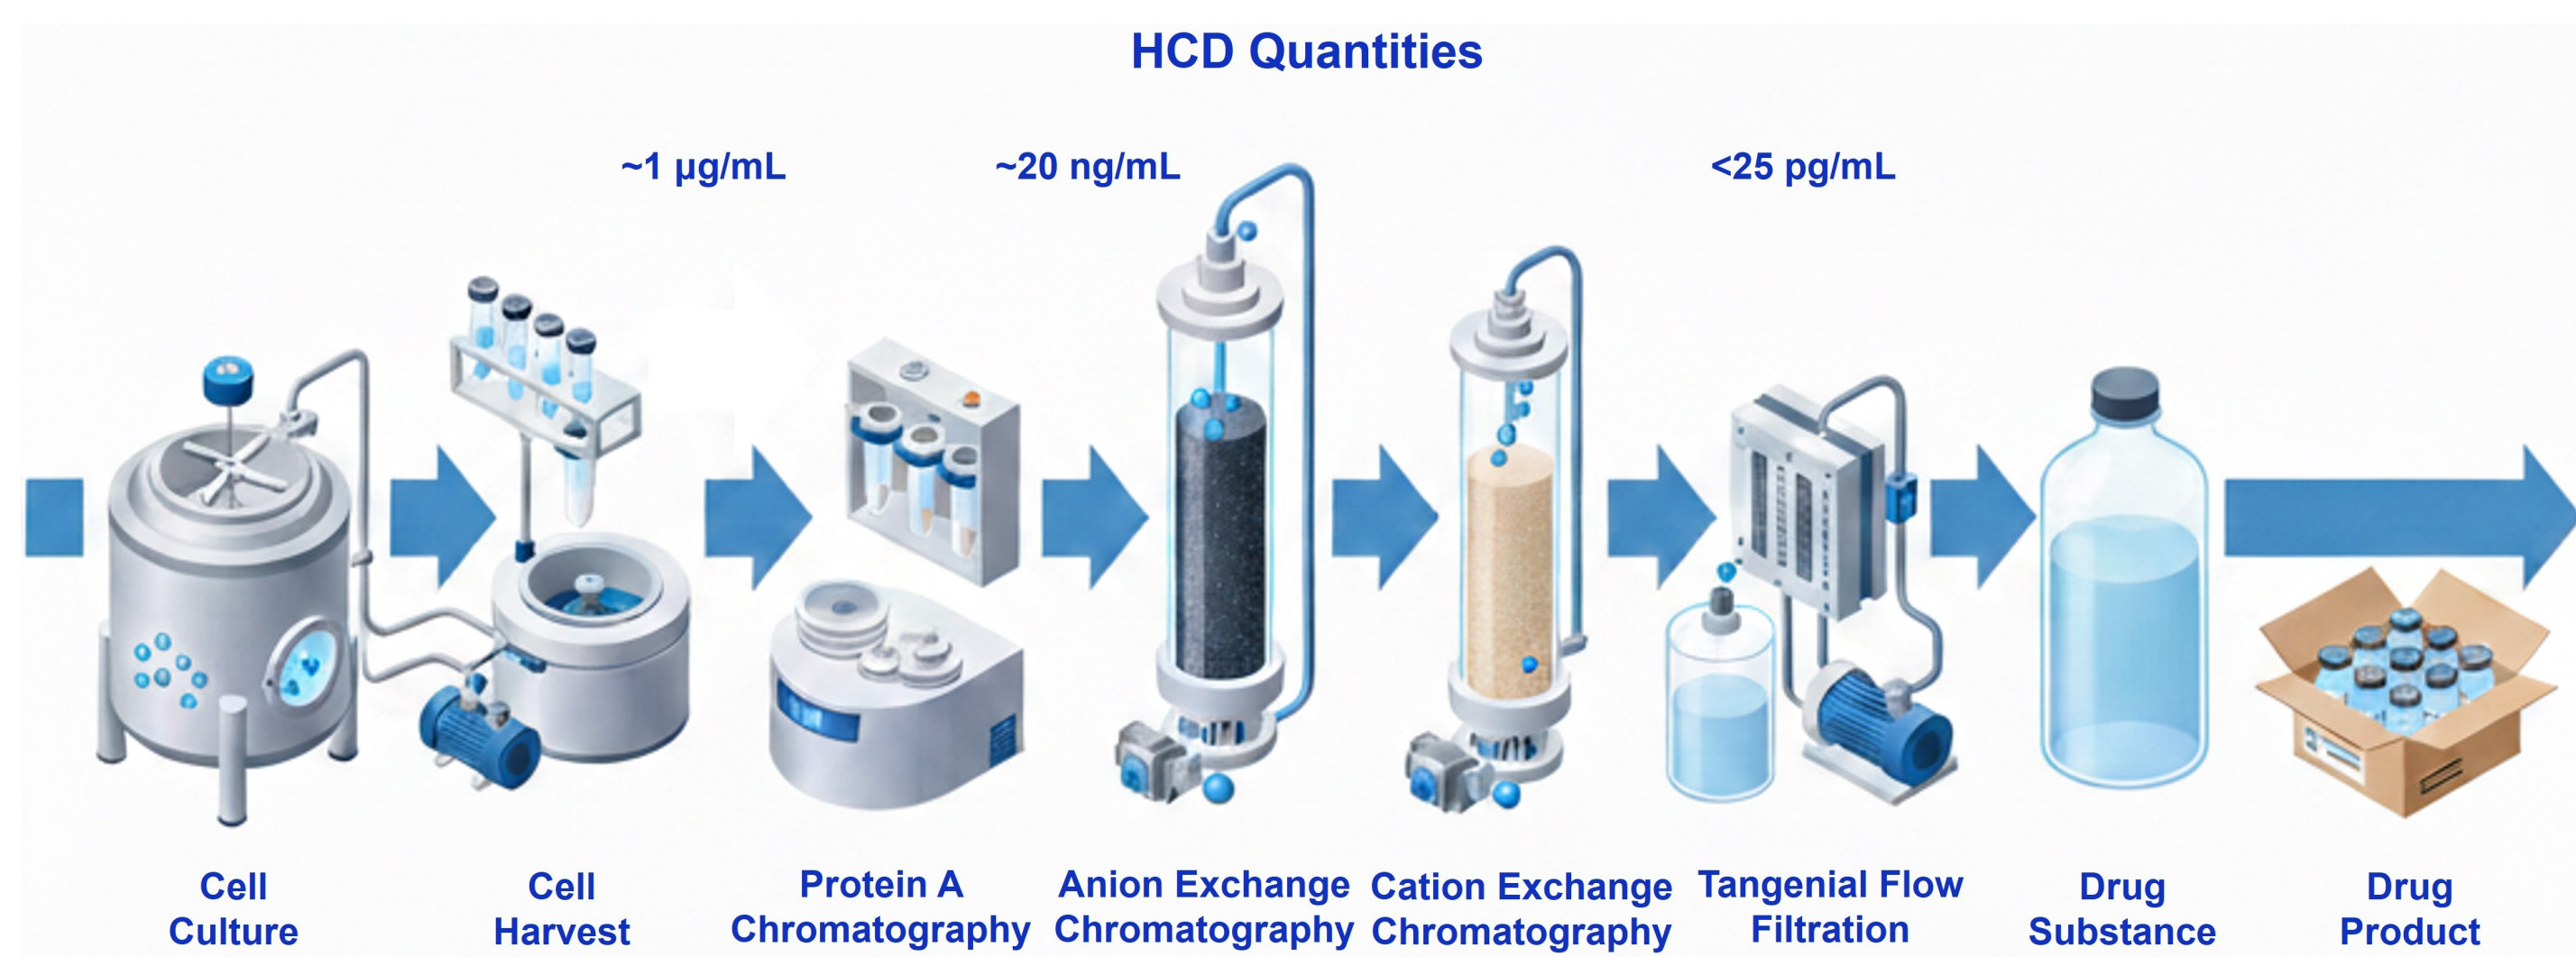 HCD Quantities
~1 µg/mL
~20 ng/mL
<25 pg/mL
Cell
Culture
Cell
Harvest
Protein A
Chromatography
Anion Exchange
Chromatography
Cation Exchange
Chromatography
Tangenial Flow
Filtration
Drug
Substance
Drug
Product